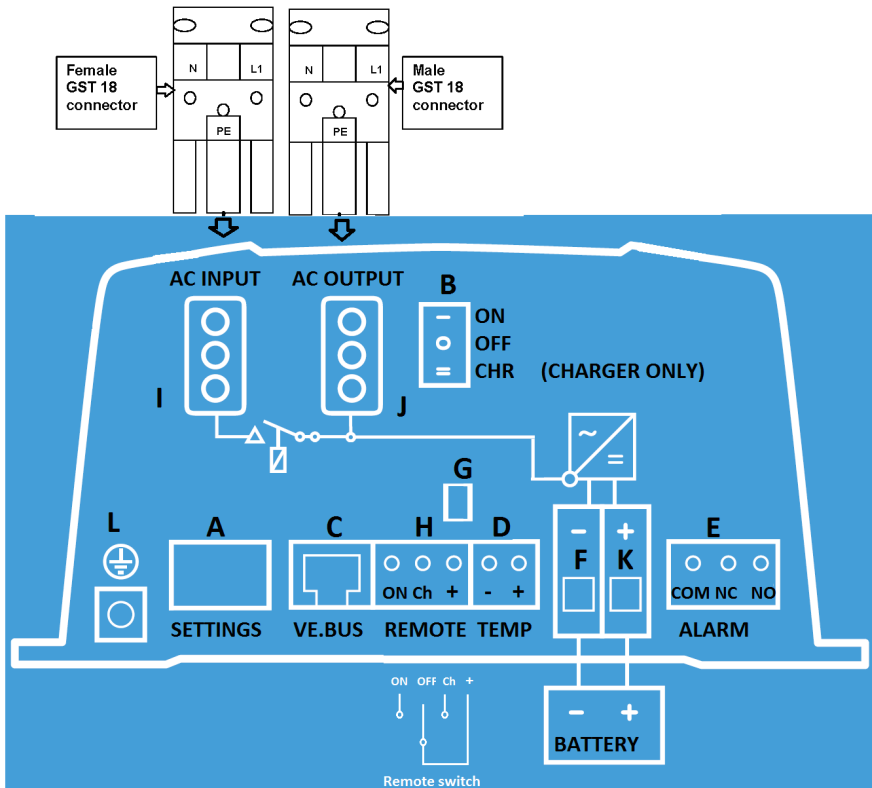 Female
GST 18
connector
N L1
PE
N L1
PE
Male
GST 18
connector
AC INPUT
AC OUTPUT
B
ON
OFF
CHR (CHARGER ONLY)
I
J
~
=
G
L
A
C
H
D
E
- +
F
K
ON Ch +
- +
COM NC NO
SETTINGS
VE.BUS
REMOTE
TEMP
ALARM
ON OFF Ch +
- +
BATTERY
Remote switch